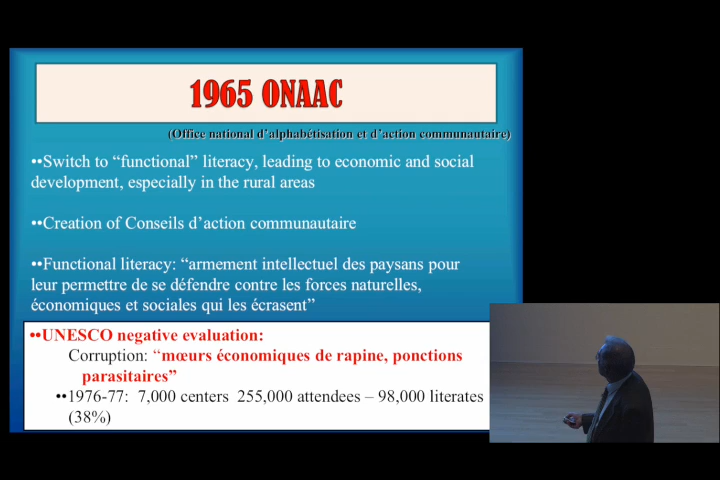 1965 ONAAC
(Office national d'alphabétisation et d'action communautaire)
••Switch to “functional” literacy, leading to economic and social
development, especially in the rural areas
••Creation of Conseils d'action communautaire
••Functional literacy: “armement intellectuel des paysans pour
leur permettre de se défendre contre les forces naturelles,
économiques et sociales qui les écrasent”
••UNESCO negative evaluation:
Corruption: “mœurs économiques de rapine, ponctions
parasitaires”
••1976-77: 7,000 centers 255,000 attendees – 98,000 literates
(38%)